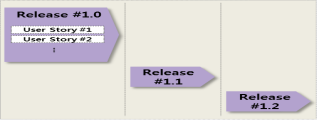 Release #1.0
User Story #1
User Story #2
:
Release
#1.1
Release
#1.2